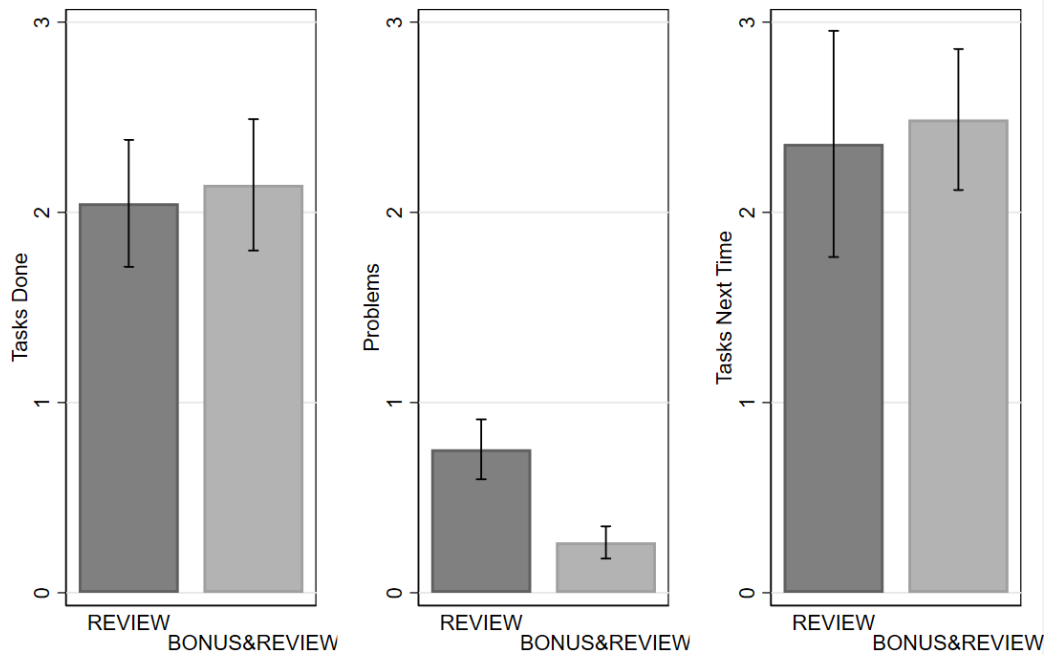 Tasks Done
3
2
1
0
REVIEW
BONUS&REVIEW
Problems
3
2
1
0
REVIEW
BONUS&REVIEW
Tasks Next Time
3
2
1
0
REVIEW
BONUS&REVIEW